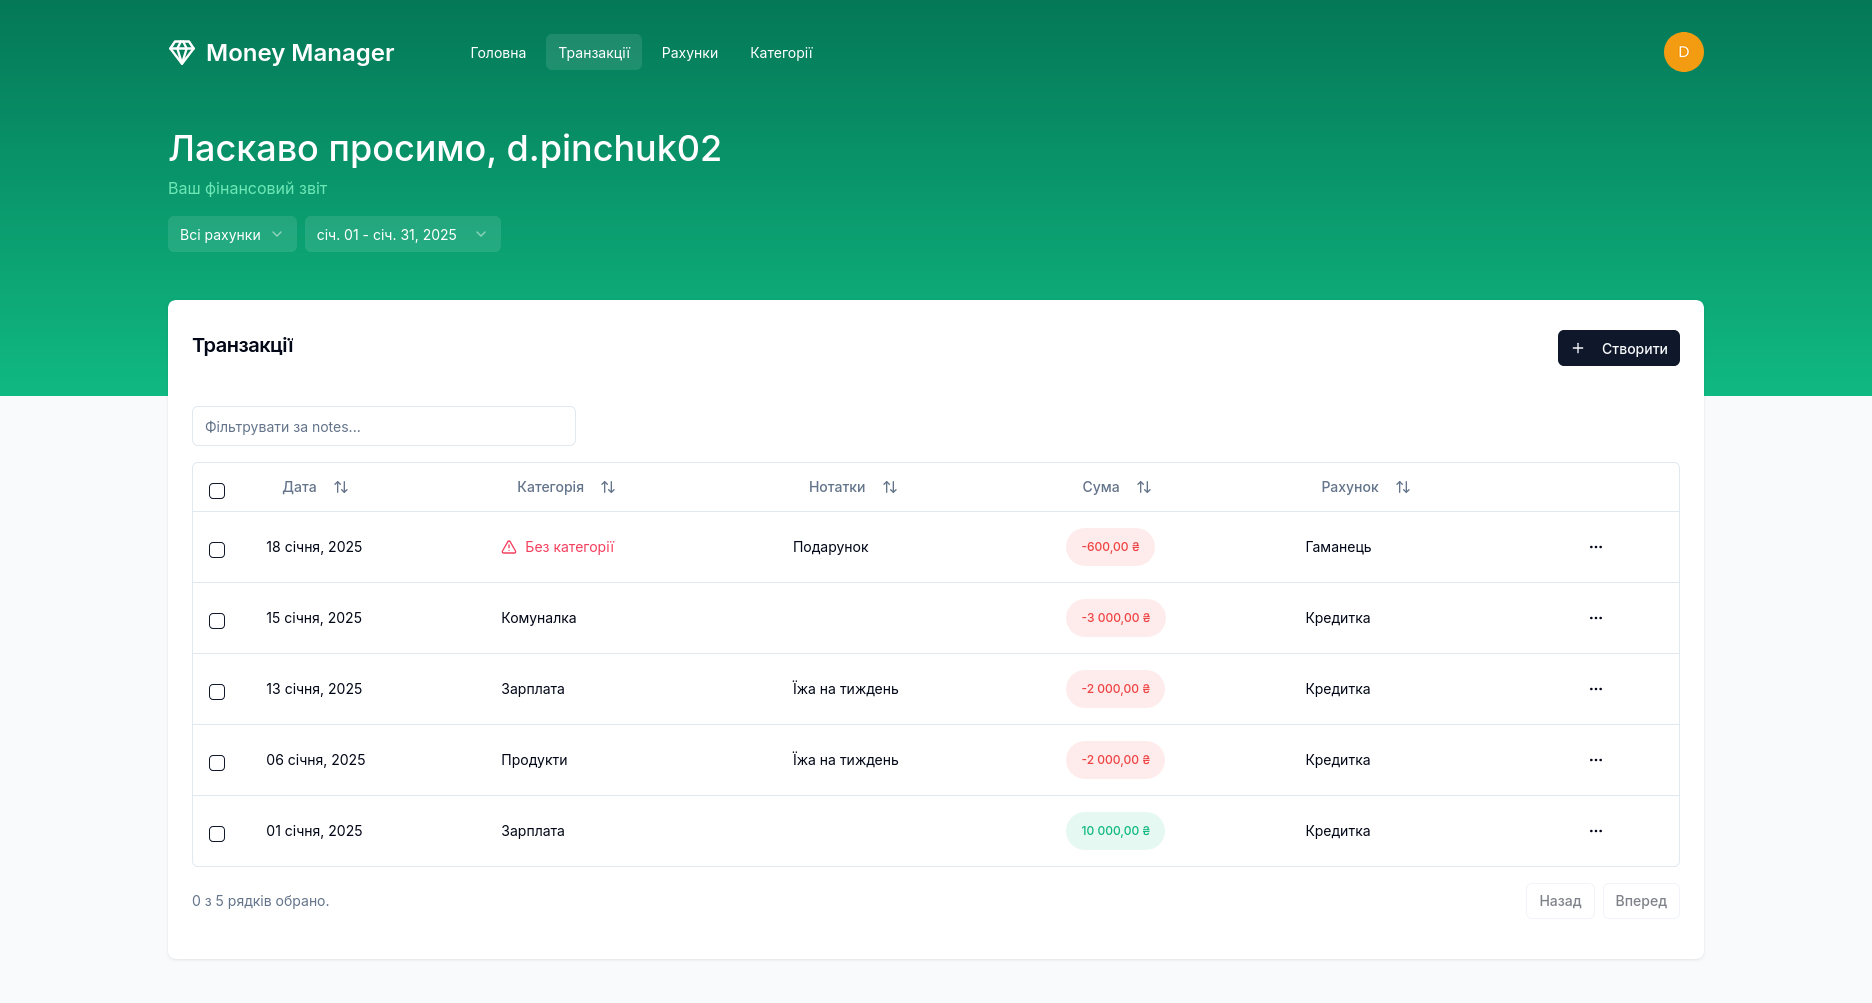 Money Manager Головна Транзакції Рахунки Категорії D
Ласкаво просимо, d.pinchuk02
Ваш фінансовий звіт
Всі рахунки січ. 01 - січ. 31, 2025
Транзакції
Створити
Фільтрувати за notes...
Дата Категорія Нотатки Сума Рахунок
18 січня, 2025 Без категорії Подарунок -600,00 ₴ Гаманець
15 січня, 2025 Комуналка -3 000,00 ₴ Кредитка
13 січня, 2025 Зарплата Їжа на тиждень -2 000,00 ₴ Кредитка
06 січня, 2025 Продукти Їжа на тиждень -2 000,00 ₴ Кредитка
01 січня, 2025 Зарплата 10 000,00 ₴ Кредитка
0 з 5 рядків обрано. Назад Вперед